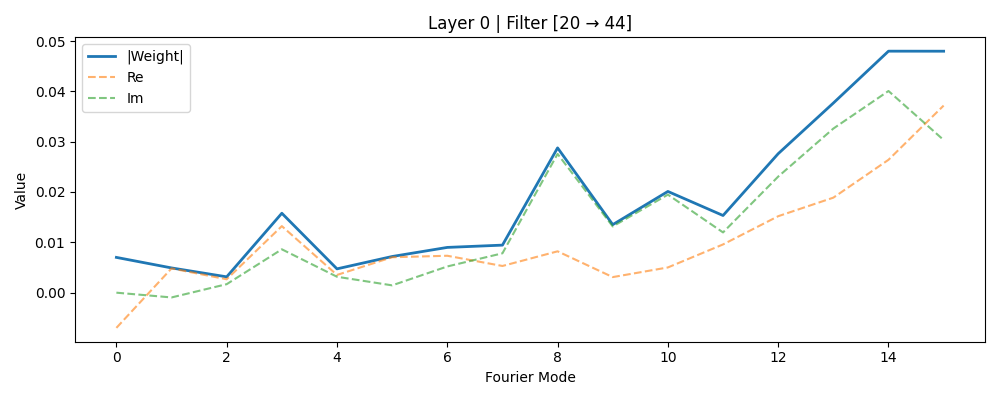 Layer 0 | Filter [20 → 44]
0.05
|Weight|
Re
Im
0.04
0.03
0.02
0.01
0.00
Value
0 2 4 6 8 10 12 14
Fourier Mode